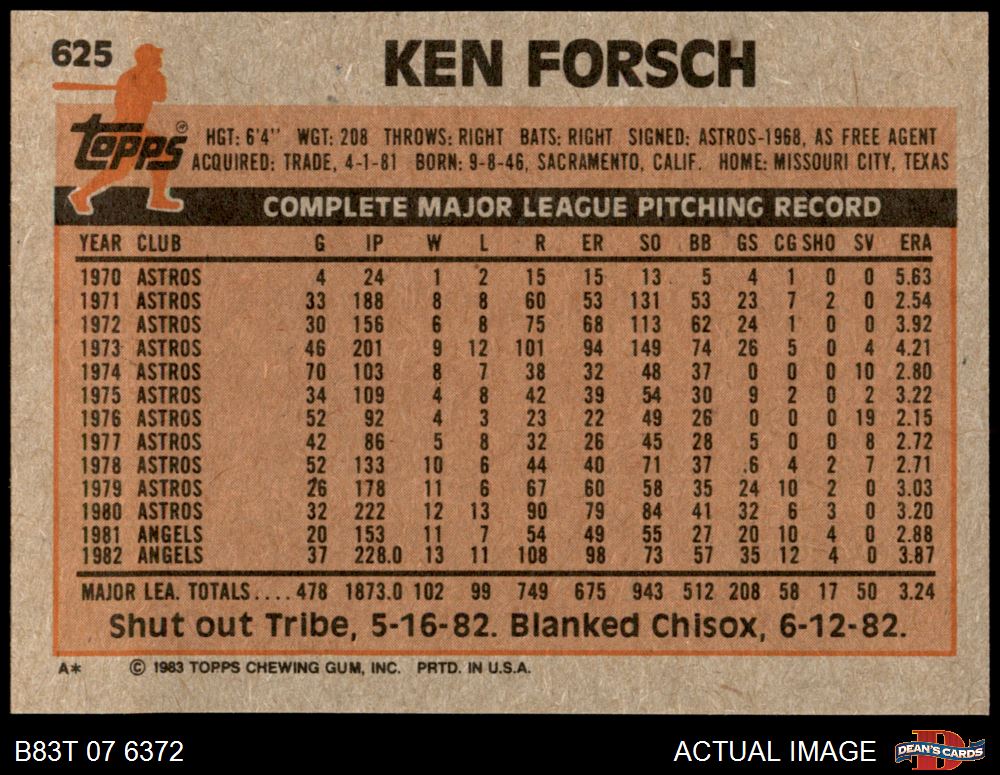 625 KEN FORSCH
topps®
HGT: 6'4" WGT: 208 THROWS: RIGHT BATS: RIGHT SIGNED: ASTROS-1968, AS FREE AGENT
ACQUIRED: TRADE, 4-1-81 BORN: 9-8-46, SACRAMENTO, CALIF. HOME: MISSOURI CITY, TEXAS
COMPLETE MAJOR LEAGUE PITCHING RECORD
YEAR CLUB G IP W L R ER SO BB GS CG SHO SV ERA
1970 ASTROS 4 24 1 2 15 15 13 5 4 1 0 0 5.63
1971 ASTROS 33 188 8 8 60 53 131 53 23 7 2 0 2.54
1972 ASTROS 30 156 6 8 75 68 113 62 24 1 0 0 3.92
1973 ASTROS 46 201 9 12 101 94 149 74 26 5 0 4 4.21
1974 ASTROS 70 103 8 7 38 32 48 37 0 0 0 10 2.80
1975 ASTROS 34 109 4 8 42 39 54 30 9 2 0 2 3.22
1976 ASTROS 52 92 4 3 23 22 49 26 0 0 0 19 2.15
1977 ASTROS 42 86 5 8 32 26 45 28 5 0 0 8 2.72
1978 ASTROS 52 133 10 6 44 40 71 37 6 4 2 7 2.71
1979 ASTROS 26 178 11 6 67 60 58 35 24 10 2 0 3.03
1980 ASTROS 32 222 12 13 90 79 84 41 32 6 3 0 3.20
1981 ANGELS 20 153 11 7 54 49 55 27 20 10 4 0 2.88
1982 ANGELS 37 228.0 13 11 108 98 73 57 35 12 4 0 3.87
MAJOR LEA. TOTALS.... 478 1873.0 102 99 749 675 943 512 208 58 17 50 3.24
Shut out Tribe, 5-16-82. Blanked Chisox, 6-12-82.
A* © 1983 TOPPS CHEWING GUM, INC. PRTD. IN U.S.A.
B83T 07 6372 ACTUAL IMAGE DEAN'S CARDS